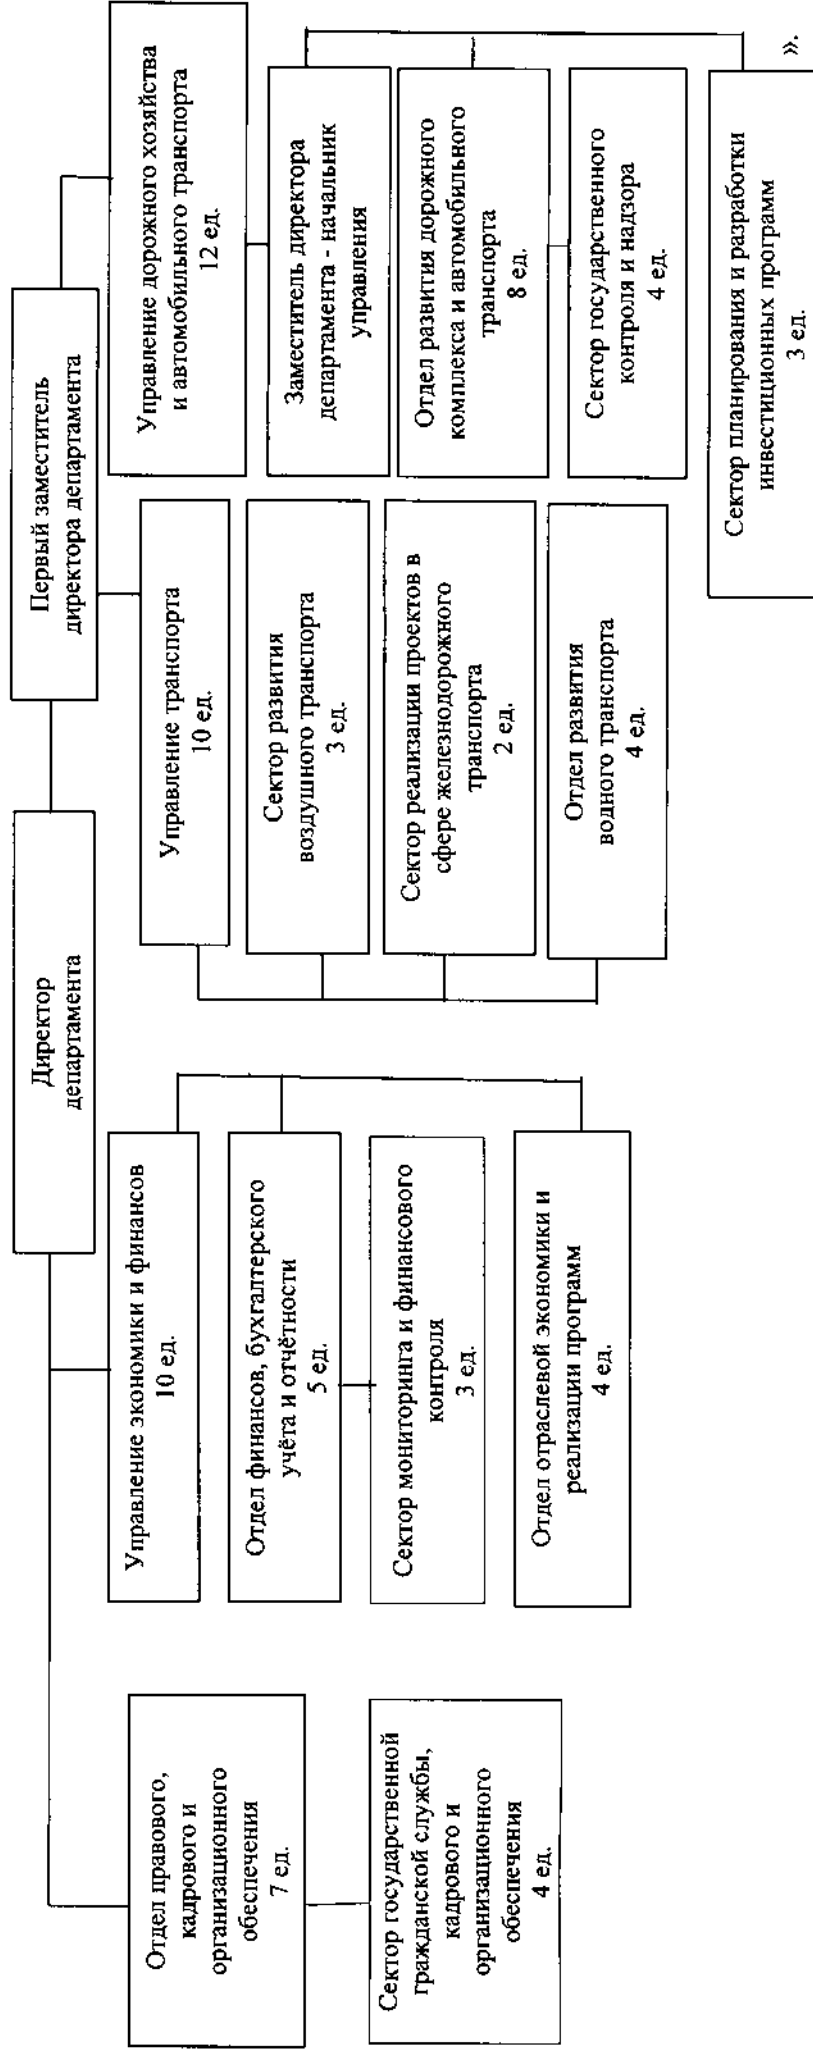 Директор
департамента
Первый заместитель
директора департамента
Отдел правового,
кадрового и
организационного
обеспечения
7 ед.
Сектор государственной
гражданской службы,
кадрового и
организационного
обеспечения
4 ед.
Управление экономики и финансов
10 ед.
Отдел финансов, бухгалтерского
учёта и отчётности
5 ед.
Сектор мониторинга и финансового
контроля
3 ед.
Отдел отраслевой экономики и
реализации программ
4 ед.
Управление транспорта
10 ед.
Сектор развития
воздушного транспорта
3 ед.
Сектор реализации проектов в
сфере железнодорожного
транспорта
2 ед.
Отдел развития
водного транспорта
4 ед.
Управление дорожного хозяйства
и автомобильного транспорта
12 ед.
Заместитель директора
департамента - начальник
управления
Отдел развития дорожного
комплекса и автомобильного
транспорта
8 ед.
Сектор государственного
контроля и надзора
4 ед.
Сектор планирования и разработки
инвестиционных программ
3 ед.
».